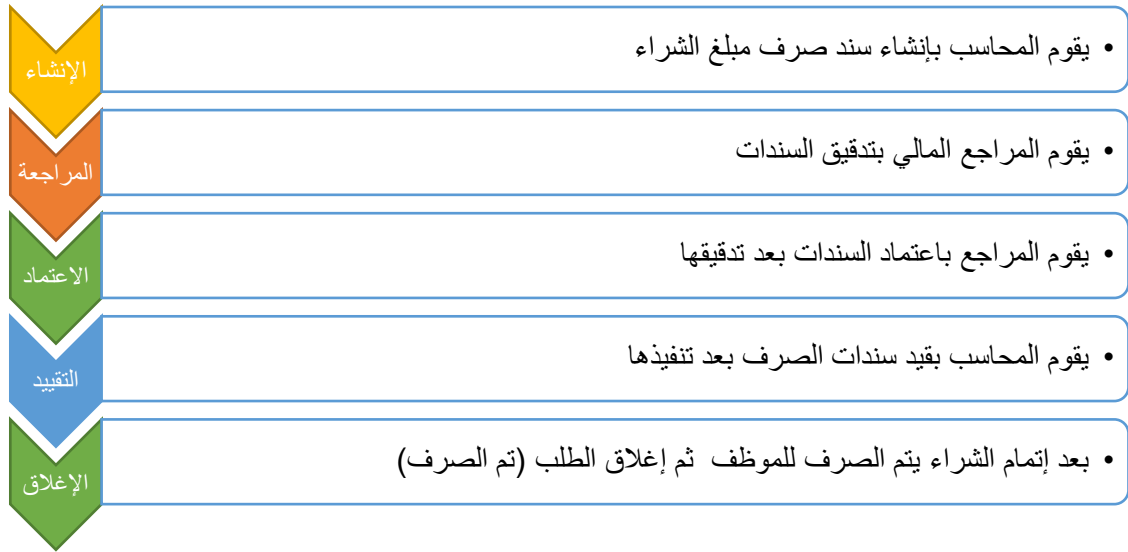 الإنشاء
• يقوم المحاسب بإنشاء سند صرف مبلغ الشراء
المراجعة
• يقوم المراجع المالي بتدقيق السندات
الاعتماد
• يقوم المراجع باعتماد السندات بعد تدقيقها
التقييد
• يقوم المحاسب بقيد سندات الصرف بعد تنفيذها
الإغلاق
• بعد إتمام الشراء يتم الصرف للموظف ثم إغلاق الطلب (تم الصرف)